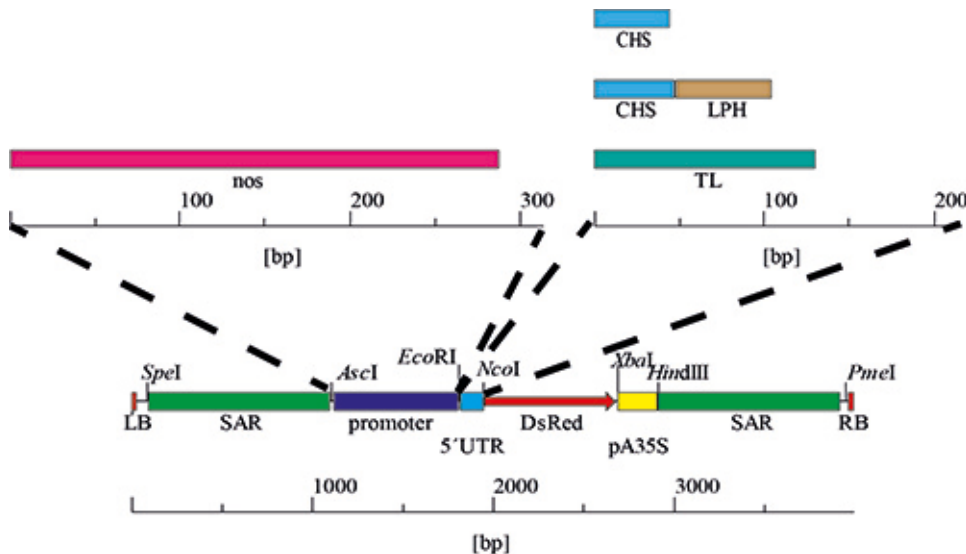 CHS
CHS LPH
nos TL
100 200 300 100 200
[bp] [bp]
EcoRI XbaI
SpeI AscI NcoI HindIII PmeI
LB SAR promoter DsRed SAR RB
5´UTR pA35S
1000 2000 3000
[bp]